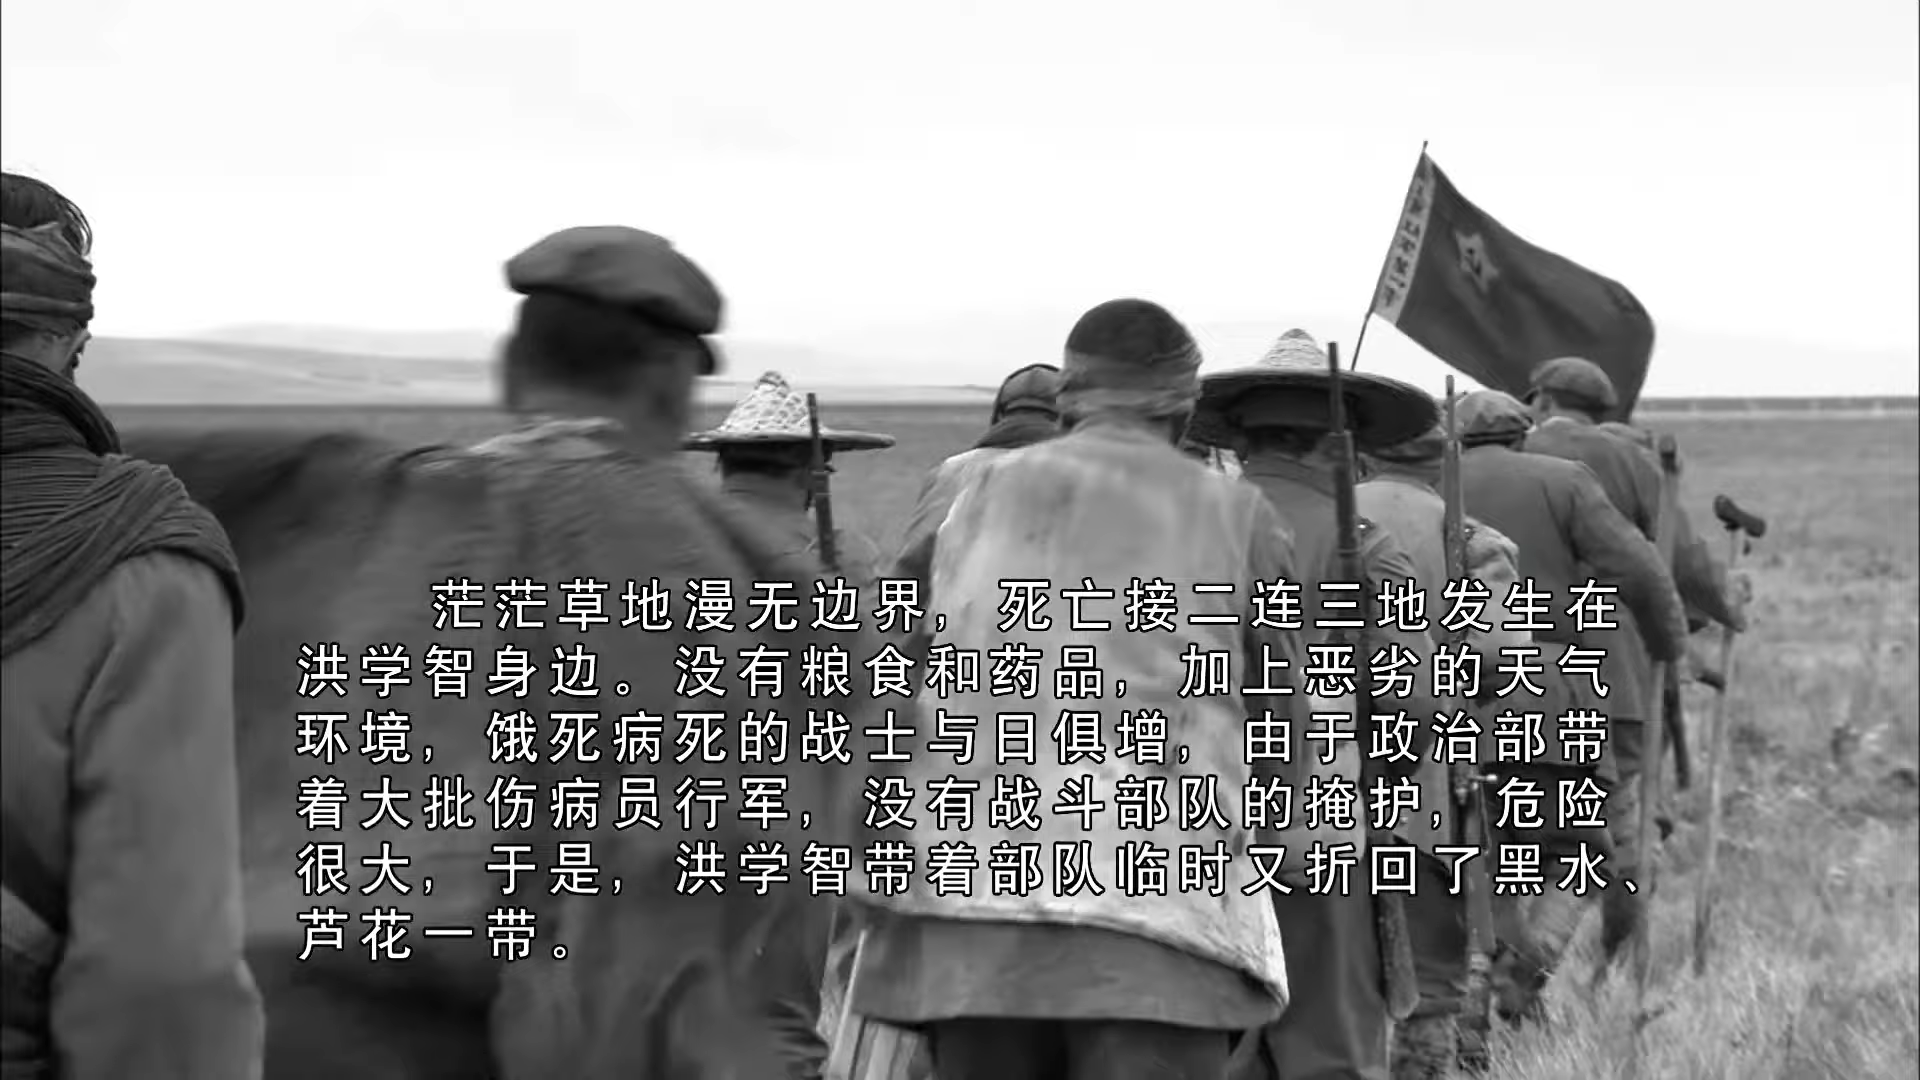 茫茫草地漫无边界，死亡接二连三地发生在
洪学智身边。没有粮食和药品，加上恶劣的天气
环境，饿死病死的战士与日俱增，由于政治部带
着大批伤病员行军，没有战斗部队的掩护，危险
很大，于是，洪学智带着部队临时又折回了黑水、
芦花一带。